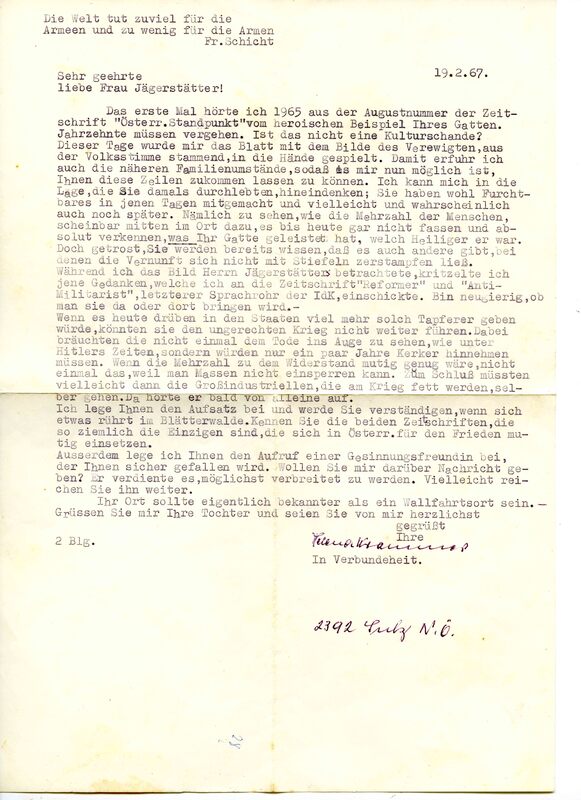 Die Welt tut zuviel für die
Armeen und zu wenig für die Armen
Fr.Schicht
Sehr geehrte
19.2.67.
liebe Frau Jägerstätter!
Das erste Mal hörte ich 1965 aus der Augustnummer der Zeit-
schrift "Österr.Standpunkt"vom heroischen Beispiel Ihres Gatten.
Jahrzehnte müssen vergehen. Ist das nicht eine Kulturschande?
Dieser Tage wurde mir das Blatt mit dem Bilde des Verewigten,aus
der Volksstimme stammend,in die Hände gespielt. Damit erfuhr ich
auch die näheren Familienumstände,sodaß es mir nun möglich ist,
Ihnen diese Zeilen zukommen lassen zu können. Ich kann mich in die
Lage,die Sie damals durchlebten,hineindenken; Sie haben wohl Furcht-
bares in jenen Tagen mitgemacht und vielleicht und wahrscheinlich
auch noch später. Nämlich zu sehen,wie die Mehrzahl der Menschen,
scheinbar mitten im Ort dazu,es bis heute gar nicht fassen und ab-
solut verkennen,was Ihr Gatte geleistet hat, welch Heiliger er war.
Doch getrost,Sie werden bereits wissen,daß es auch andere gibt,bei
denen die Vernunft sich nicht mit Stiefeln zerstampfen ließ.
Während ich das Bild Herrn Jägerstätters betrachtete,kritzelte ich
jene Gedanken,welche ich an die Zeitschrift"Reformer" und "Anti-
Militarist",letzterer Sprachrohr der IdK,einschickte. Bin neugierig,ob
man sie da oder dort bringen wird.-
Wenn es heute drüben in den Staaten viel mehr solch Tapferer geben
würde,könnten sie den ungerechten Krieg nicht weiter führen.Dabei
bräuchten die nicht einmal dem Tode ins Auge zu sehen,wie unter
Hitlers Zeiten,sondern würden nur ein paar Jahre Kerker hinnehmen
müssen. Wenn die Mehrzahl zu dem Widerstand mutig genug wäre,nicht
einmal das,weil man Massen nicht einsperren kann. Zum Schluß müssten
vielleicht dann die Großindustriellen,die am Krieg fett werden,sel-
ber gehen.Da hörte er bald von alleine auf.
Ich lege Ihnen den Aufsatz bei und werde Sie verständigen,wenn sich
etwas rührt im Blätterwalde.Kennen Sie die beiden Zeitschriften,die
so ziemlich die Einzigen sind,die sich in Österr.für den Frieden mu-
tig einsetzen.
Ausserdem lege ich Ihnen den Aufruf einer Gesinnungsfreundin bei,
der Ihnen sicher gefallen wird. Wollen Sie mir darüber Nachricht ge-
ben? Er verdiente es,möglichst verbreitet zu werden. Vielleicht rei-
chen Sie ihn weiter.
Ihr Ort sollte eigentlich bekannter als ein Wallfahrtsort sein.-
Grüssen Sie mir Ihre Tochter und seien Sie von mir herzlichst
gegrüßt
Ihre
2 Blg.
In Verbundeheit.
2392 Sulz N.Ö.